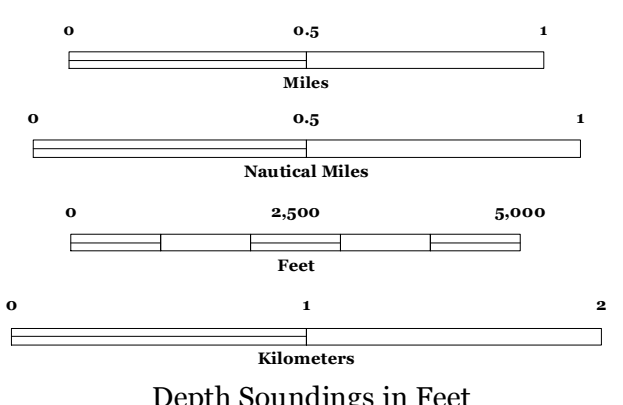 0 0.5 1
Miles
0 0.5 1
Nautical Miles
0 2,500 5,000
Feet
0 1 2
Kilometers
Depth Soundings in Feet